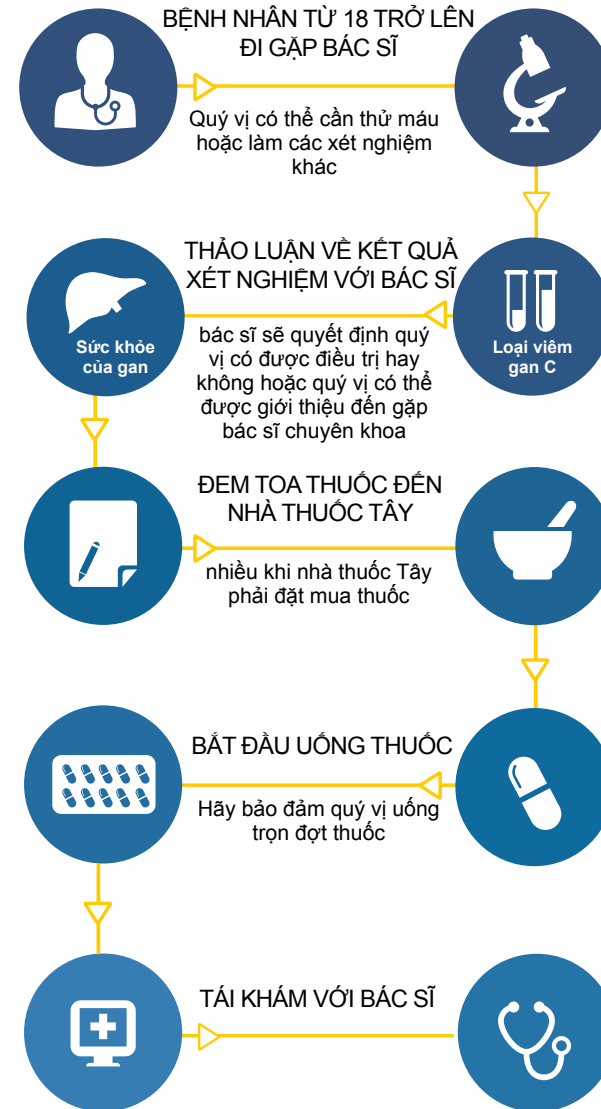 BỆNH NHÂN TỪ 18 TRỞ LÊN
ĐI GẶP BÁC SĨ
Quý vị có thể cần thử máu
hoặc làm các xét nghiệm
khác
THẢO LUẬN VỀ KẾT QUẢ
XÉT NGHIỆM VỚI BÁC SĨ
Loại viêm
gan C
bác sĩ sẽ quyết định quý
vị có được điều trị hay
không hoặc quý vị có thể
được giới thiệu đến gặp
bác sĩ chuyên khoa
Sức khỏe
của gan
ĐEM TOA THUỐC ĐẾN
NHÀ THUỐC TÂY
nhiều khi nhà thuốc Tây
phải đặt mua thuốc
BẮT ĐẦU UỐNG THUỐC
Hãy bảo đảm quý vị uống
trọn đợt thuốc
TÁI KHÁM VỚI BÁC SĨ